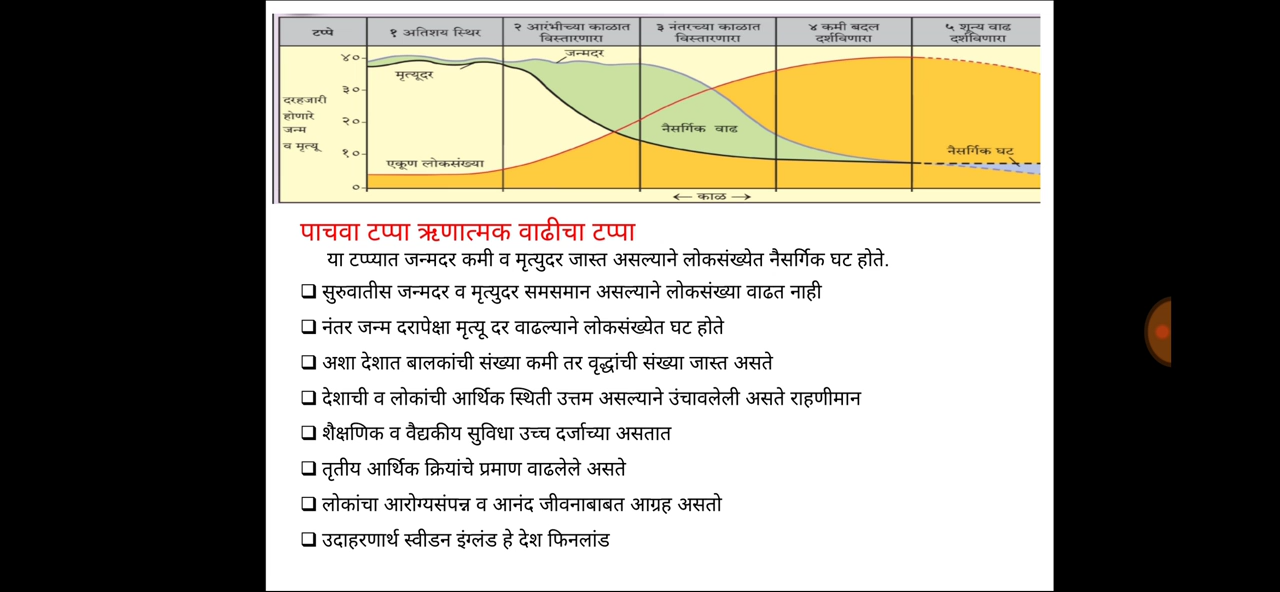 टप्पे
१ अतिशय स्थिर
२ आरंभीच्या काळात
विस्तारणारा
३ नंतरच्या काळात
विस्तारणारा
४ कमी बदल
दर्शविणारा
५ शून्य वाढ
दर्शविणारा
दरहजारी
होणारे
जन्म
व मृत्यू
४०
३०
२०
१०
०
जन्मदर
मृत्यूदर
नैसर्गिक वाढ
नैसर्गिक घट
एकूण लोकसंख्या
← काळ →
पाचवा टप्पा ऋणात्मक वाढीचा टप्पा
या टप्प्यात जन्मदर कमी व मृत्युदर जास्त असल्याने लोकसंख्येत नैसर्गिक घट होते.
❑ सुरुवातीस जन्मदर व मृत्युदर समसमान असल्याने लोकसंख्या वाढत नाही
❑ नंतर जन्म दरापेक्षा मृत्यू दर वाढल्याने लोकसंख्येत घट होते
❑ अशा देशात बालकांची संख्या कमी तर वृद्धांची संख्या जास्त असते
❑ देशाची व लोकांची आर्थिक स्थिती उत्तम असल्याने उंचावलेली असते राहणीमान
❑ शैक्षणिक व वैद्यकीय सुविधा उच्च दर्जाच्या असतात
❑ तृतीय आर्थिक क्रियांचे प्रमाण वाढलेले असते
❑ लोकांचा आरोग्यसंपन्न व आनंद जीवनाबाबत आग्रह असतो
❑ उदाहरणार्थ स्वीडन इंग्लंड हे देश फिनलांड